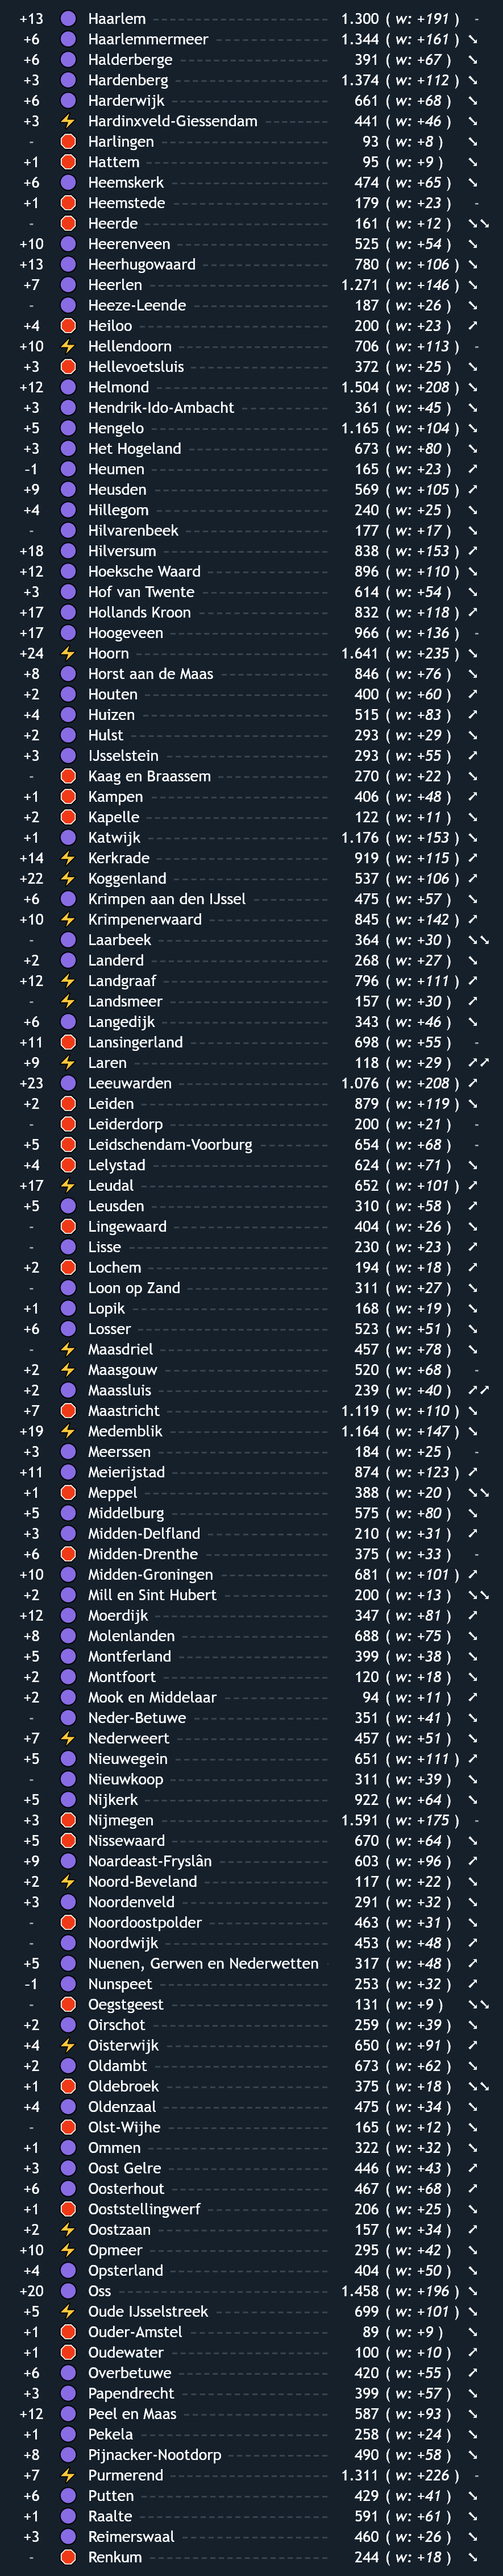 +13 Haarlem 1.300 ( w: +191 ) -
+6 Haarlemmermeer 1.344 ( w: +161 ) ➘
+6 Halderberge 391 ( w: +67 ) ➘
+3 Hardenberg 1.374 ( w: +112 ) ➘
+6 Harderwijk 661 ( w: +68 ) ➘
+3 Hardinxveld-Giessendam 441 ( w: +46 ) ➘
- Harlingen 93 ( w: +8 ) ➘
+1 Hattem 95 ( w: +9 ) ➘
+6 Heemskerk 474 ( w: +65 ) ➘
+1 Heemstede 179 ( w: +23 ) -
- Heerde 161 ( w: +12 ) ➘➘
+10 Heerenveen 525 ( w: +54 ) ➘
+13 Heerhugowaard 780 ( w: +106 ) ➘
+7 Heerlen 1.271 ( w: +146 ) ➘
- Heeze-Leende 187 ( w: +26 ) ➘
+4 Heiloo 200 ( w: +23 ) ➚
+10 Hellendoorn 706 ( w: +113 ) -
+3 Hellevoetsluis 372 ( w: +25 ) ➘
+12 Helmond 1.504 ( w: +208 ) ➘
+3 Hendrik-Ido-Ambacht 361 ( w: +45 ) ➘
+5 Hengelo 1.165 ( w: +104 ) ➘
+3 Het Hogeland 673 ( w: +80 ) ➘
-1 Heumen 165 ( w: +23 ) ➚
+9 Heusden 569 ( w: +105 ) ➚
+4 Hillegom 240 ( w: +25 ) ➘
- Hilvarenbeek 177 ( w: +17 ) ➘
+18 Hilversum 838 ( w: +153 ) ➚
+12 Hoeksche Waard 896 ( w: +110 ) ➘
+3 Hof van Twente 614 ( w: +54 ) ➘
+17 Hollands Kroon 832 ( w: +118 ) ➚
+17 Hoogeveen 966 ( w: +136 ) -
+24 Hoorn 1.641 ( w: +235 ) ➘
+8 Horst aan de Maas 846 ( w: +76 ) ➘
+2 Houten 400 ( w: +60 ) ➚
+4 Huizen 515 ( w: +83 ) ➚
+2 Hulst 293 ( w: +29 ) ➘
+3 IJsselstein 293 ( w: +55 ) ➚
- Kaag en Braassem 270 ( w: +22 ) ➘
+1 Kampen 406 ( w: +48 ) ➚
+2 Kapelle 122 ( w: +11 ) ➘
+1 Katwijk 1.176 ( w: +153 ) ➘
+14 Kerkrade 919 ( w: +115 ) ➚
+22 Koggenland 537 ( w: +106 ) ➚
+6 Krimpen aan den IJssel 475 ( w: +57 ) ➘
+10 Krimpenerwaard 845 ( w: +142 ) ➚
- Laarbeek 364 ( w: +30 ) ➘➘
+2 Landerd 268 ( w: +27 ) ➘
+12 Landgraaf 796 ( w: +111 ) ➚
- Landsmeer 157 ( w: +30 ) ➚
+6 Langedijk 343 ( w: +46 ) ➘
+11 Lansingerland 698 ( w: +55 ) -
+9 Laren 118 ( w: +29 ) ➚➚
+23 Leeuwarden 1.076 ( w: +208 ) ➚
+2 Leiden 879 ( w: +119 ) ➘
- Leiderdorp 200 ( w: +21 ) -
+5 Leidschendam-Voorburg 654 ( w: +68 ) -
+4 Lelystad 624 ( w: +71 ) ➘
+17 Leudal 652 ( w: +101 ) ➚
+5 Leusden 310 ( w: +58 ) ➚
- Lingewaard 404 ( w: +26 ) ➘
- Lisse 230 ( w: +23 ) ➚
+2 Lochem 194 ( w: +18 ) ➚
- Loon op Zand 311 ( w: +27 ) ➘
+1 Lopik 168 ( w: +19 ) ➘
+6 Losser 523 ( w: +51 ) ➘
- Maasdriel 457 ( w: +78 ) ➘
+2 Maasgouw 520 ( w: +68 ) -
+2 Maassluis 239 ( w: +40 ) ➚➚
+7 Maastricht 1.119 ( w: +110 ) ➘
+19 Medemblik 1.164 ( w: +147 ) ➘
+3 Meerssen 184 ( w: +25 ) -
+11 Meierijstad 874 ( w: +123 ) ➚
+1 Meppel 388 ( w: +20 ) ➘➘
+5 Middelburg 575 ( w: +80 ) ➘
+3 Midden-Delfland 210 ( w: +31 ) ➚
+6 Midden-Drenthe 375 ( w: +33 ) -
+10 Midden-Groningen 681 ( w: +101 ) ➚
+2 Mill en Sint Hubert 200 ( w: +13 ) ➘➘
+12 Moerdijk 347 ( w: +81 ) ➚
+8 Molenlanden 688 ( w: +75 ) ➘
+5 Montferland 399 ( w: +38 ) ➘
+2 Montfoort 120 ( w: +18 ) ➘
+2 Mook en Middelaar 94 ( w: +11 ) ➚
- Neder-Betuwe 351 ( w: +41 ) ➘
+7 Nederweert 457 ( w: +51 ) ➘
+5 Nieuwegein 651 ( w: +111 ) ➚
- Nieuwkoop 311 ( w: +39 ) ➘
+5 Nijkerk 922 ( w: +64 ) ➘
+3 Nijmegen 1.591 ( w: +175 ) -
+5 Nissewaard 670 ( w: +64 ) ➘
+9 Noardeast-Fryslân 603 ( w: +96 ) ➚
+2 Noord-Beveland 117 ( w: +22 ) ➘
+3 Noordenveld 291 ( w: +32 ) ➘
- Noordoostpolder 463 ( w: +31 ) ➘
- Noordwijk 453 ( w: +48 ) ➚
+5 Nuenen, Gerwen en Nederwetten 317 ( w: +48 ) ➚
-1 Nunspeet 253 ( w: +32 ) ➚
- Oegstgeest 131 ( w: +9 ) ➘➘
+2 Oirschot 259 ( w: +39 ) ➘
+4 Oisterwijk 650 ( w: +91 ) ➚
+2 Oldambt 673 ( w: +62 ) ➘
+1 Oldebroek 375 ( w: +18 ) ➘➘
+4 Oldenzaal 475 ( w: +34 ) ➘
- Olst-Wijhe 165 ( w: +12 ) ➘
+1 Ommen 322 ( w: +32 ) ➘
+3 Oost Gelre 446 ( w: +43 ) ➚
+6 Oosterhout 467 ( w: +68 ) ➚
+1 Ooststellingwerf 206 ( w: +25 ) ➘
+2 Oostzaan 157 ( w: +34 ) ➚
+10 Opmeer 295 ( w: +42 ) ➘
+4 Opsterland 404 ( w: +50 ) ➘
+20 Oss 1.458 ( w: +196 ) ➘
+5 Oude IJsselstreek 699 ( w: +101 ) ➘
+1 Ouder-Amstel 89 ( w: +9 ) ➘
+1 Oudewater 100 ( w: +10 ) ➚
+6 Overbetuwe 420 ( w: +55 ) ➚
+3 Papendrecht 399 ( w: +57 ) ➘
+12 Peel en Maas 587 ( w: +93 ) ➘
+1 Pekela 258 ( w: +24 ) ➘
+8 Pijnacker-Nootdorp 490 ( w: +58 ) ➘
+7 Purmerend 1.311 ( w: +226 ) -
+6 Putten 429 ( w: +41 ) ➘
+1 Raalte 591 ( w: +61 ) ➘
+3 Reimerswaal 460 ( w: +26 ) ➘
- Renkum 244 ( w: +18 ) ➘